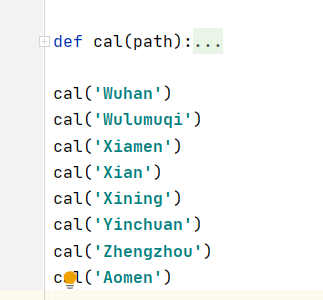 def cal(path):...
cal('Wuhan')
cal('Wulumuqi')
cal('Xiamen')
cal('Xian')
cal('Xining')
cal('Yinchuan')
cal('Zhengzhou')
cal('Aomen')